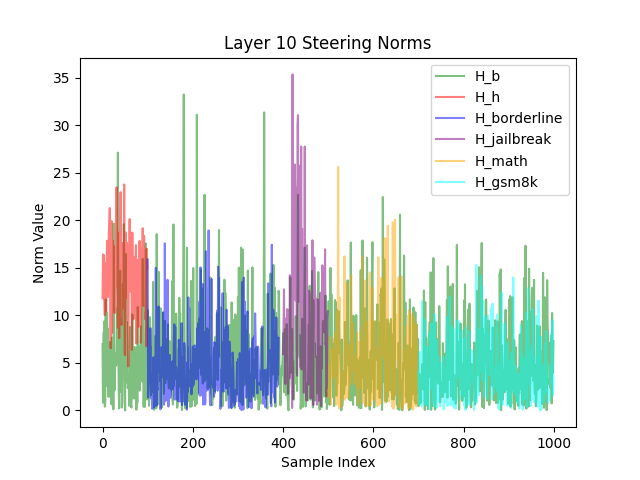 Layer 10 Steering Norms
Norm Value
35
30
25
20
15
10
5
0
H_b
H_h
H_borderline
H_jailbreak
H_math
H_gsm8k
0
200
400
600
800
1000
Sample Index